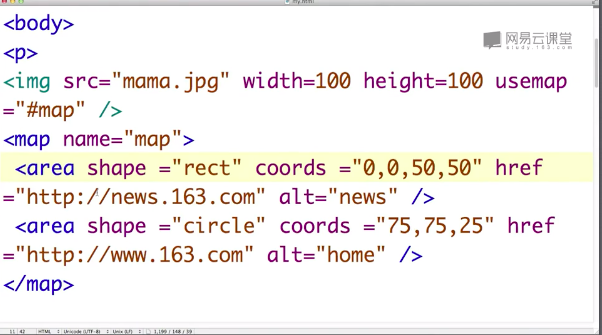 my.html
<body>
网易云课堂
study.163.com
<p>
<img src="mama.jpg" width=100 height=100 usemap
="#map" />
<map name="map">
<area shape ="rect" coords ="0,0,50,50" href
="http://news.163.com" alt="news" />
<area shape ="circle" coords ="75,75,25" href
="http://www.163.com" alt="home" />
</map>
11 : 42 HTML Unicode (UTF-8) Unix (LF) 1,199 / 148 / 39